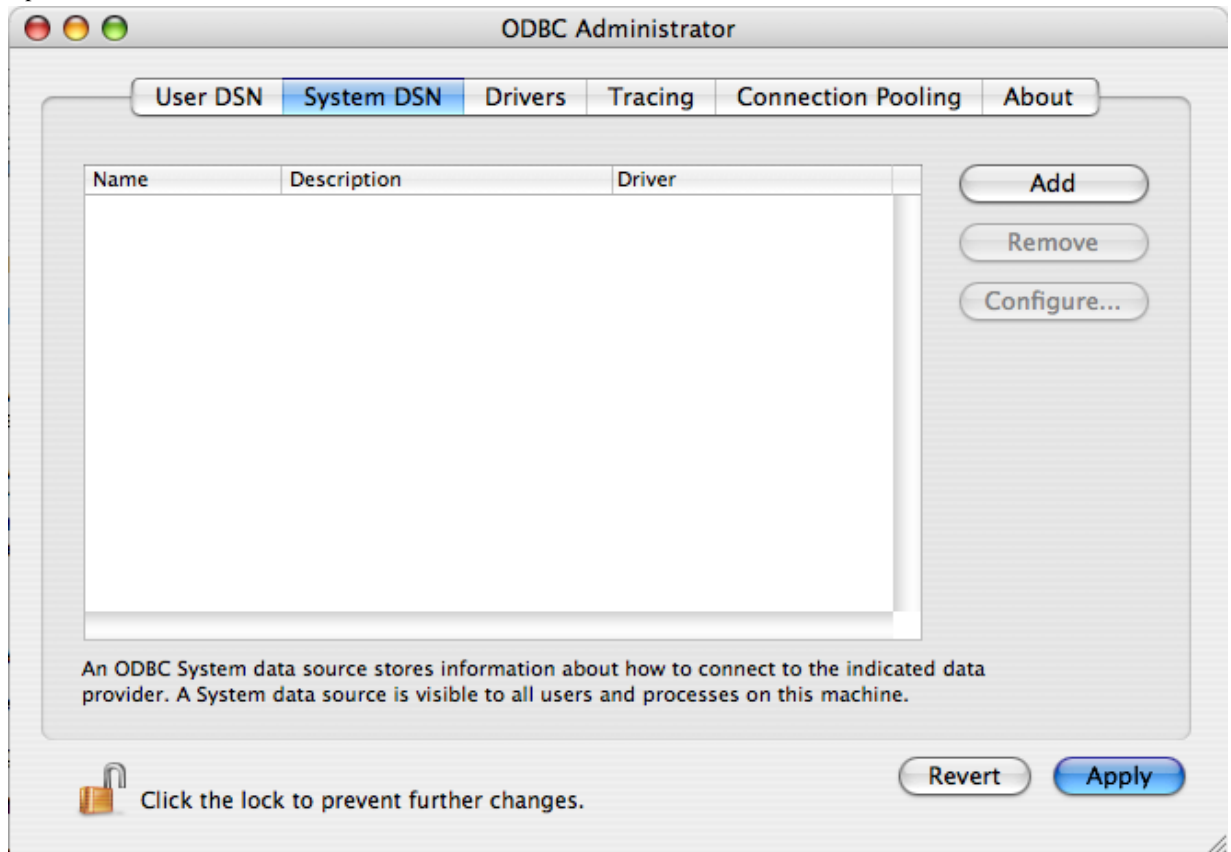 ODBC Administrator
User DSN System DSN Drivers Tracing Connection Pooling About
Name Description Driver
Add
Remove
Configure...
An ODBC System data source stores information about how to connect to the indicated data
provider. A System data source is visible to all users and processes on this machine.
Click the lock to prevent further changes.
Revert Apply